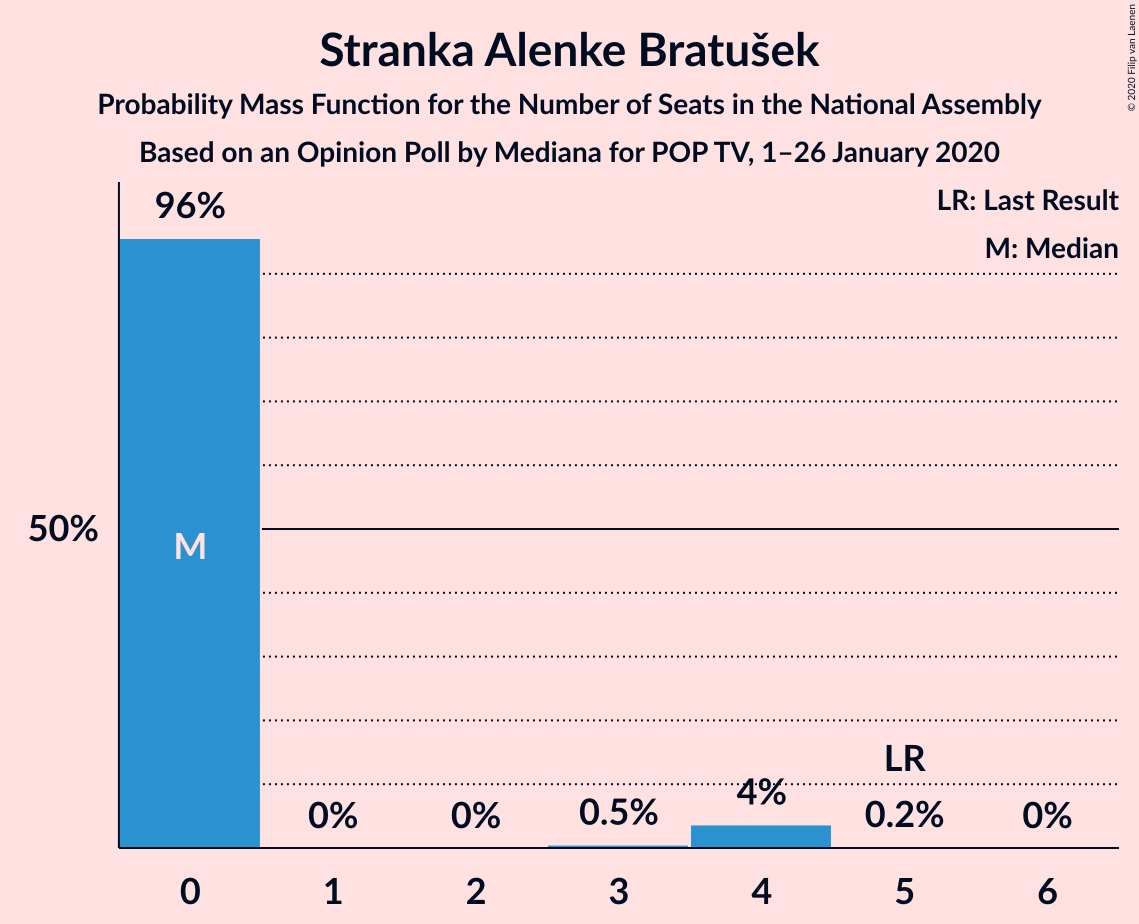 Stranka Alenke Bratušek
Probability Mass Function for the Number of Seats in the National Assembly
Based on an Opinion Poll by Mediana for POP TV, 1–26 January 2020
© 2020 Filip van Laenen
LR: Last Result
M: Median
96%
50%
M
LR
0%
0%
0.5%
4%
0.2%
0%
0
1
2
3
4
5
6